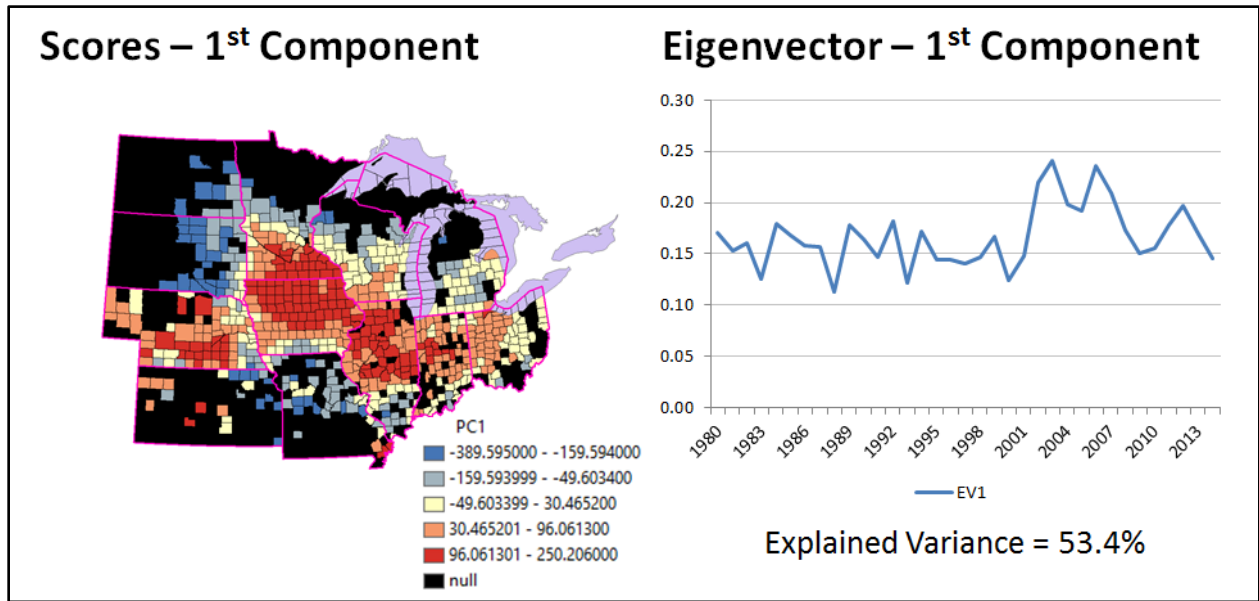 Scores – 1st Component
Eigenvector – 1st Component
PC1
-389.595000 - -159.594000
-159.593999 - -49.603400
-49.603399 - 30.465200
30.465201 - 96.061300
96.061301 - 250.206000
null
0.30
0.25
0.20
0.15
0.10
0.05
0.00
1980
1983
1986
1989
1992
1995
1998
2001
2004
2007
2010
2013
EV1
Explained Variance = 53.4%